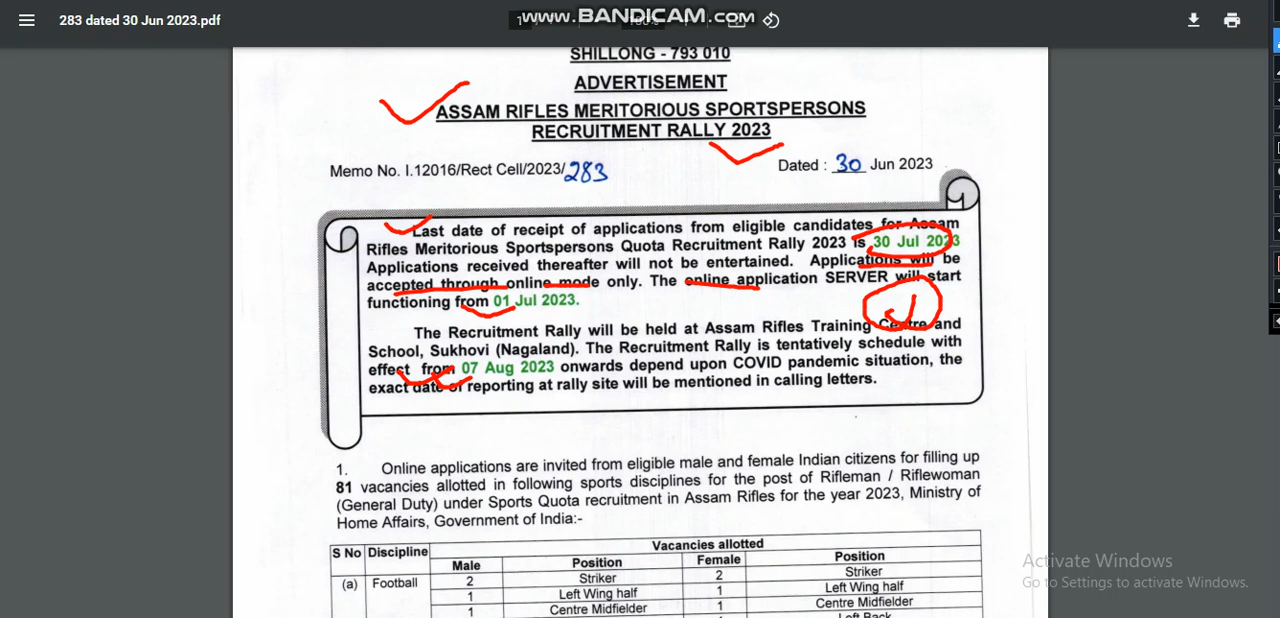 283 dated 30 Jun 2023.pdf
www.BANDICAM.com
SHILLONG - 793 010
ADVERTISEMENT
ASSAM RIFLES MERITORIOUS SPORTSPERSONS
RECRUITMENT RALLY 2023
Memo No. I.12016/Rect Cell/2023/283
Dated : 30 Jun 2023
Last date of receipt of applications from eligible candidates for Assam
Rifles Meritorious Sportspersons Quota Recruitment Rally 2023 is 30 Jul 2023
Applications received thereafter will not be entertained. Applications will be
accepted through online mode only. The online application SERVER will start
functioning from 01 Jul 2023.
The Recruitment Rally will be held at Assam Rifles Training Centre and
School, Sukhovi (Nagaland). The Recruitment Rally is tentatively schedule with
effect from 07 Aug 2023 onwards depend upon COVID pandemic situation, the
exact date of reporting at rally site will be mentioned in calling letters.
1. Online applications are invited from eligible male and female Indian citizens for filling up
81 vacancies allotted in following sports disciplines for the post of Rifleman / Riflewoman
(General Duty) under Sports Quota recruitment in Assam Rifles for the year 2023, Ministry of
Home Affairs, Government of India:-
S No Discipline Vacancies allotted
Male Position Female Position
(a) Football 2 Striker 2 Striker
1 Left Wing half 1 Left Wing half
1 Centre Midfielder 1 Centre Midfielder
Left Back
Activate Windows
Go to Settings to activate Windows.